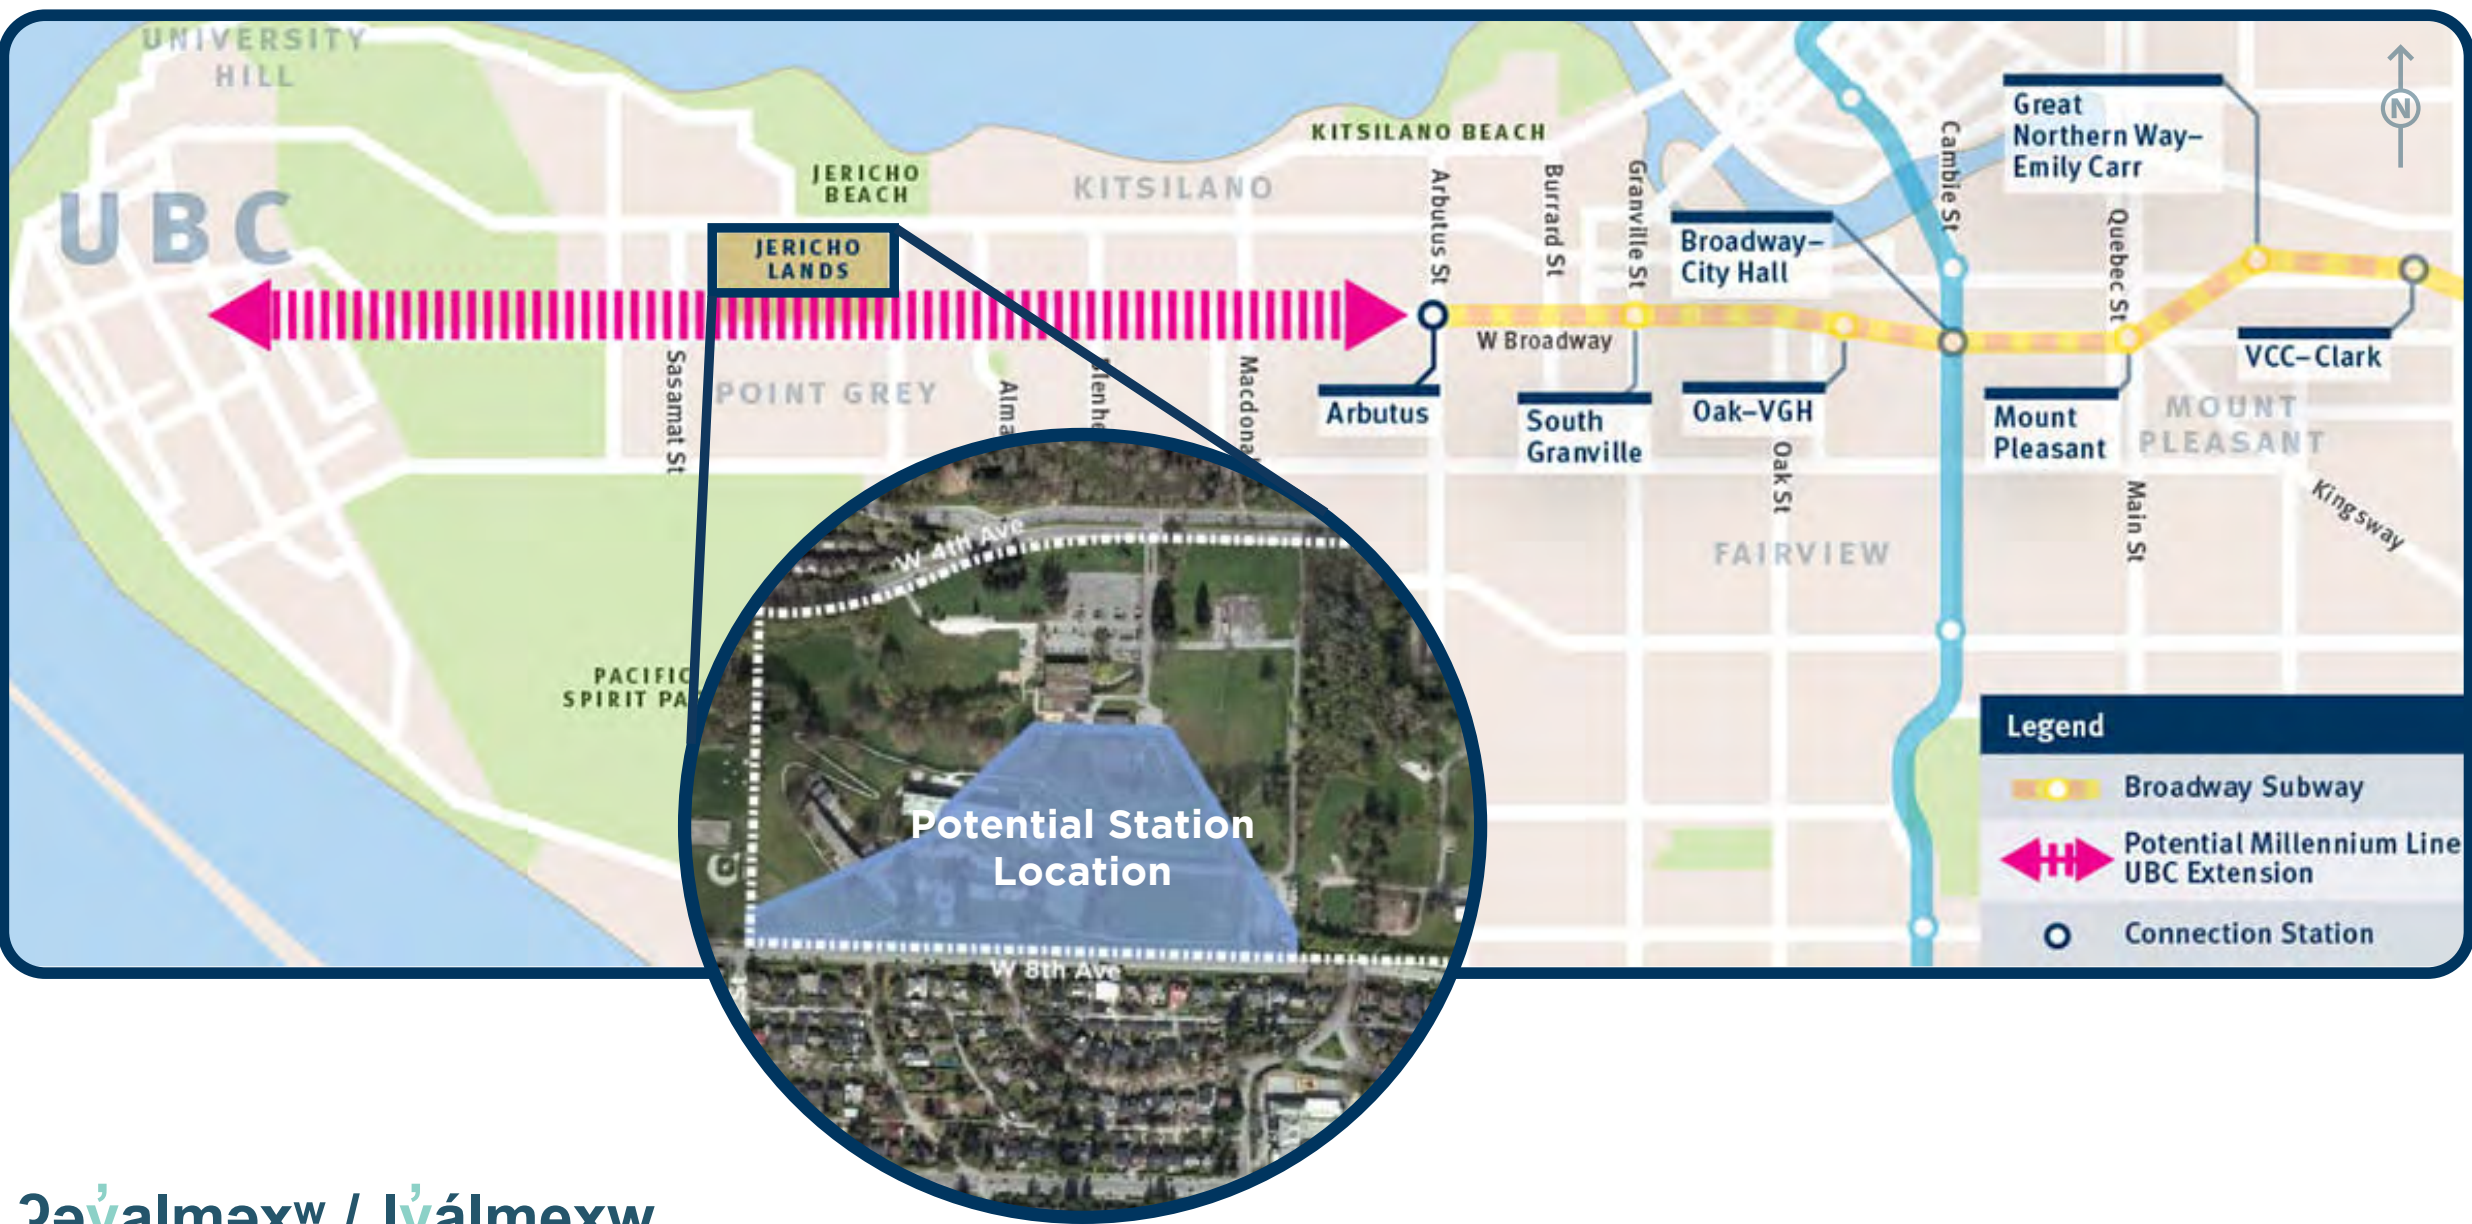 UNIVERSITY
HILL
UBC
JERICHO
BEACH
KITSILANO
KITSILANO BEACH
JERICHO
LANDS
Arbutus St
Burrard St
Granville St
Cambie St
Quebec St
Great
Northern Way–
Emily Carr
N
Broadway–
City Hall
W Broadway
VCC–Clark
Sasamat St
POINT GREY
Alma
Arbutus
South
Granville
Oak–VGH
Mount
Pleasant
MOUNT
PLEASANT
Oak St
Main St
Kingsway
FAIRVIEW
PACIFIC
SPIRIT PA
W 4th Ave
Potential Station
Location
W 8th Ave
Legend
Broadway Subway
Potential Millennium Line
UBC Extension
Connection Station